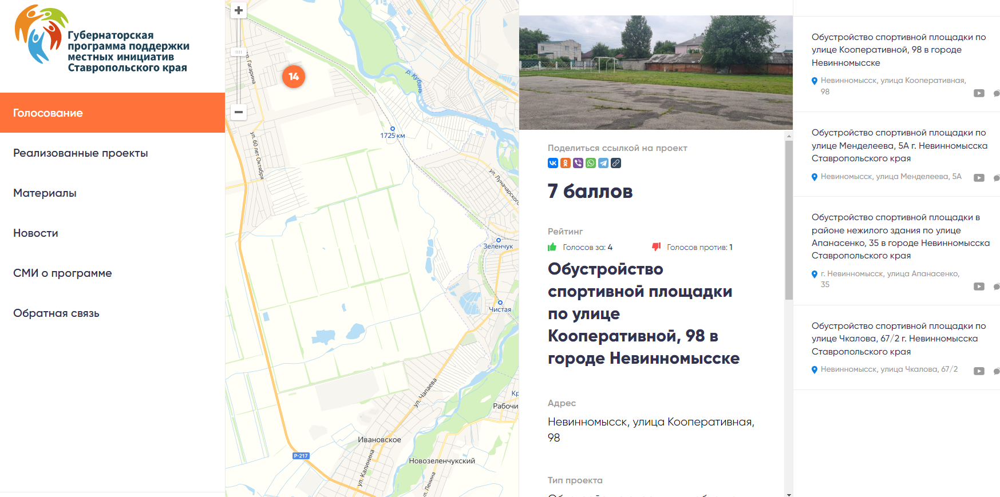 Губернаторская
программа поддержки
местных инициатив
Ставропольского края
Голосование
Реализованные проекты
Материалы
Новости
СМИ о программе
Обратная связь
ул. Гагарина
14
р. Кубань
1725 км
ул. 60 лет Октября
ул. Луначарского
Зеленчук
Чистая
ул. Чапаева
Кр
Рабочи
Ивановское
Р-217
Новозеленчукский
ул. Калинина
ул. Ленина
Поделиться ссылкой на проект
7 баллов
Рейтинг
Голосов за: 4
Голосов против: 1
Обустройство
спортивной площадки
по улице
Кооперативной, 98 в
городе Невинномысске
Адрес
Невинномысск, улица Кооперативная,
98
Тип проекта
Обустройство спортивной площадки по
улице Кооперативной, 98 в городе
Невинномысске
Невинномысск, улица Кооперативная,
98
Обустройство спортивной площадки по
улице Менделеева, 5А г. Невинномысска
Ставропольского края
Невинномысск, улица Менделеева, 5А
Обустройство спортивной площадки в
районе нежилого здания по улице
Апанасенко, 35 в городе Невинномысска
Ставропольского края
г. Невинномысск, улица Апанасенко,
35
Обустройство спортивной площадки по
улице Чкалова, 67/2 г. Невинномысска
Ставропольского края
Невинномысск, улица Чкалова, 67/2